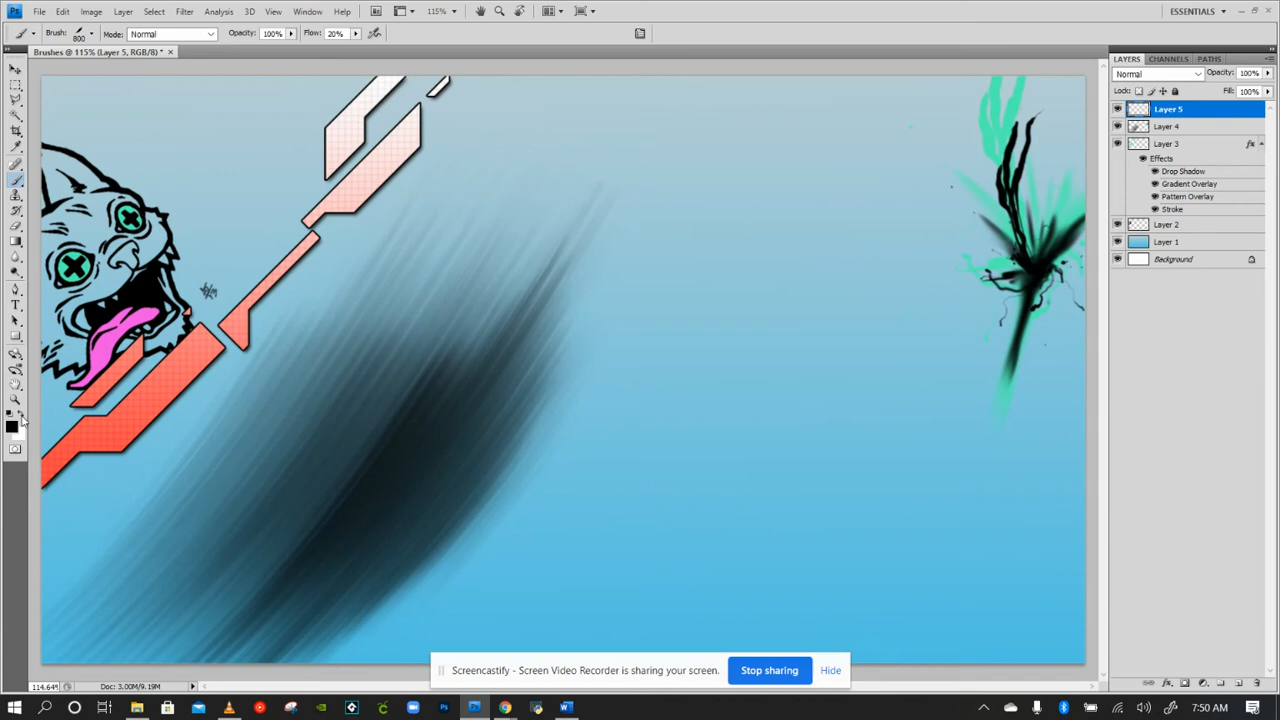 Ps File Edit Image Layer Select Filter Analysis 3D View Window Help 115% ESSENTIALS
Brush: 800 Mode: Normal Opacity: 100% Flow: 20%
Brushes @ 115% (Layer 5, RGB/8) *
LAYERS CHANNELS PATHS
Normal Opacity: 100%
Lock: Fill: 100%
Layer 5
Layer 4
Layer 3 fx
Effects
Drop Shadow
Gradient Overlay
Pattern Overlay
Stroke
Layer 2
Layer 1
Background
Screencastify - Screen Video Recorder is sharing your screen. Stop sharing Hide
114.64% Doc: 3.00M/9.19M
7:50 AM